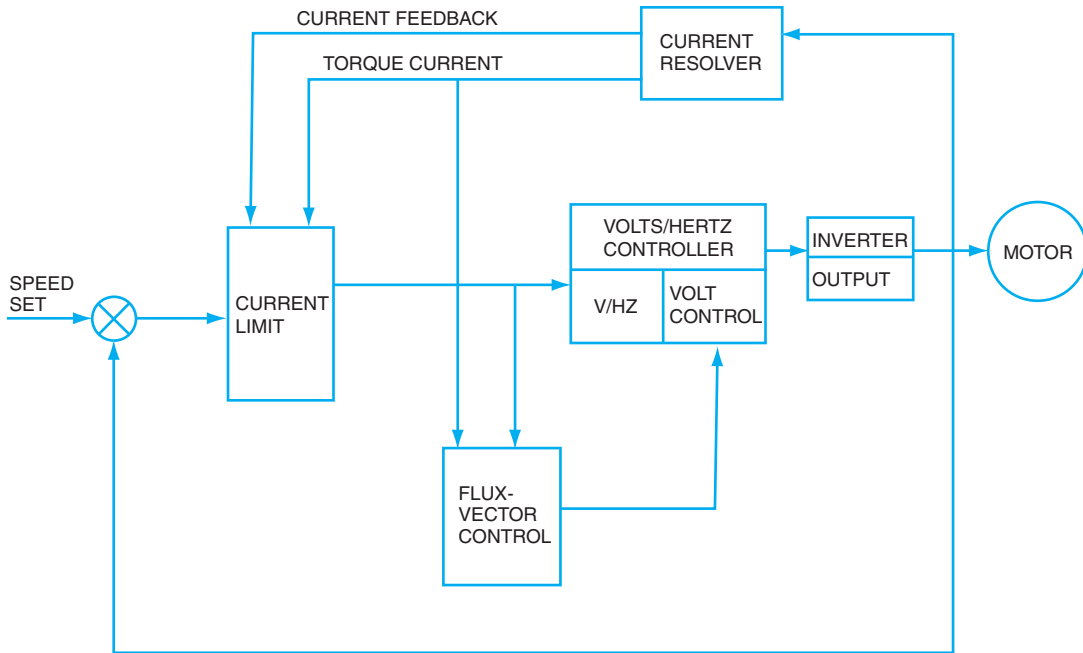 CURRENT FEEDBACK
TORQUE CURRENT
CURRENT
RESOLVER
SPEED
SET
CURRENT
LIMIT
VOLTS/HERTZ
CONTROLLER
V/HZ
VOLT
CONTROL
INVERTER
OUTPUT
MOTOR
FLUX-
VECTOR
CONTROL